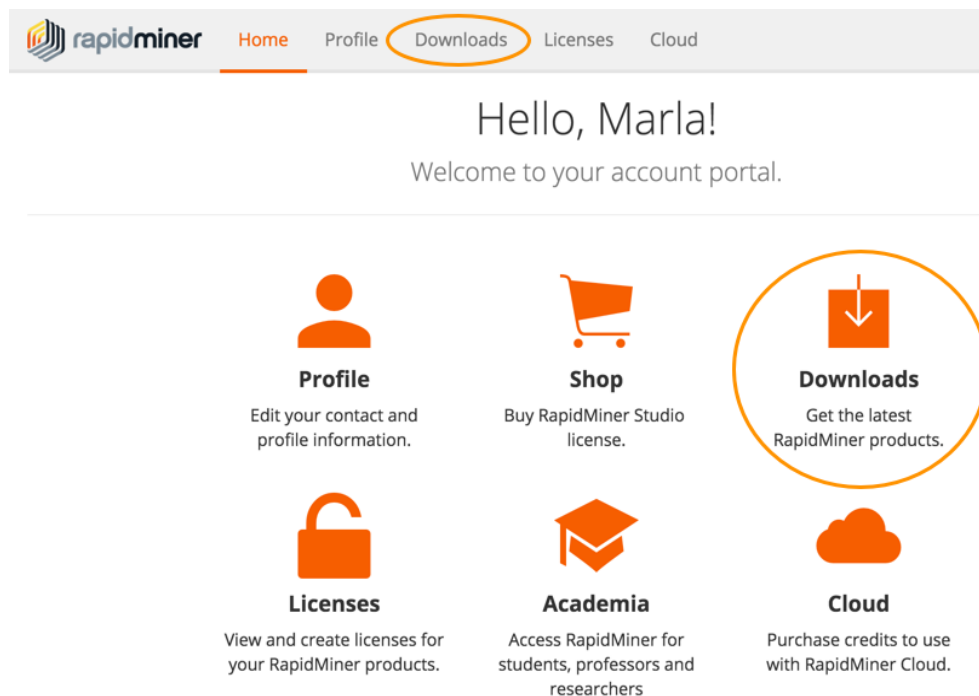 rapidminer Home Profile Downloads Licenses Cloud
Hello, Marla!
Welcome to your account portal.
Profile
Edit your contact and
profile information.
Shop
Buy RapidMiner Studio
license.
Downloads
Get the latest
RapidMiner products.
Licenses
View and create licenses for
your RapidMiner products.
Academia
Access RapidMiner for
students, professors and
researchers
Cloud
Purchase credits to use
with RapidMiner Cloud.